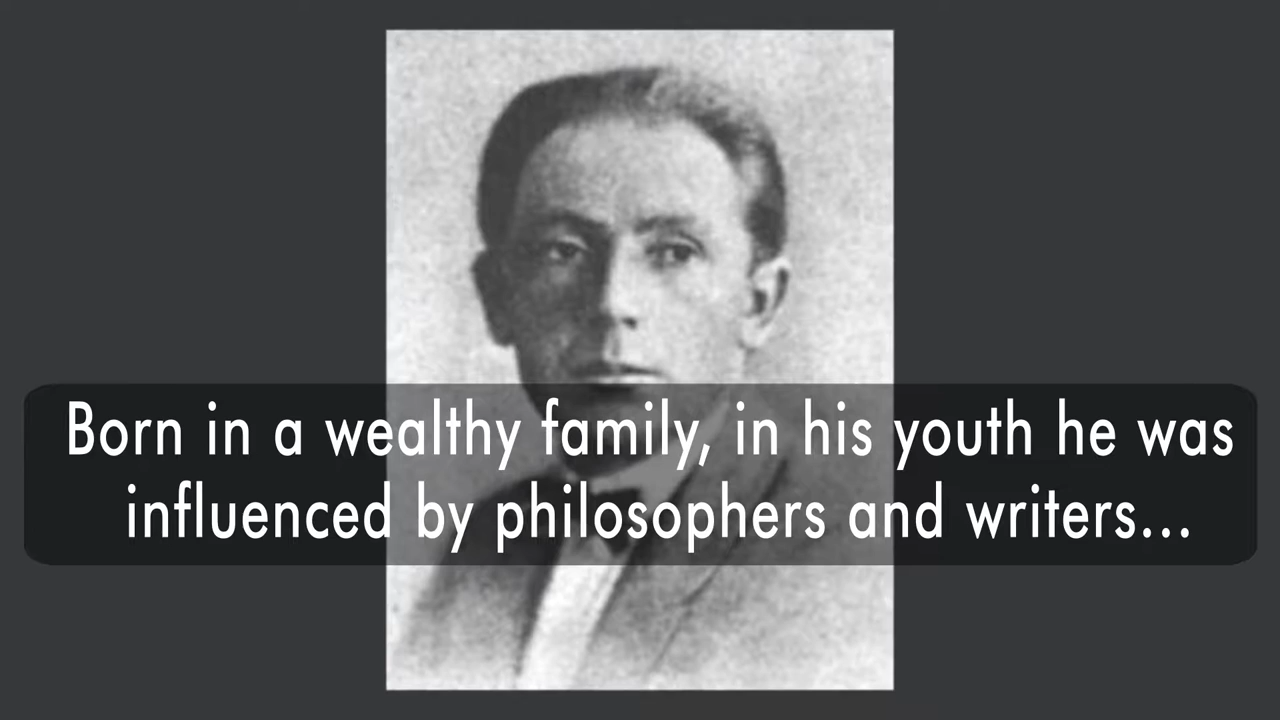 Born in a wealthy family, in his youth he was
influenced by philosophers and writers...